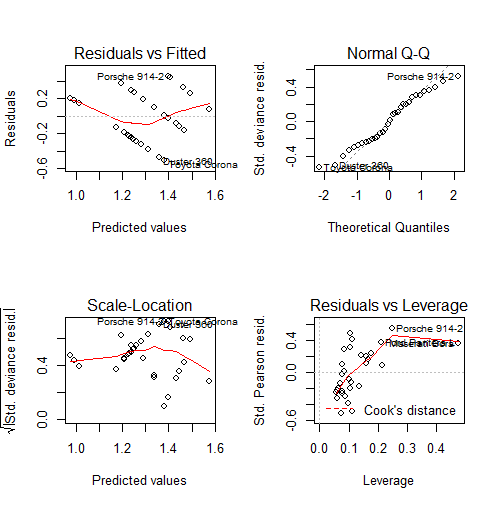 Residuals vs Fitted
Residuals
0.2
-0.2
-0.6
Porsche 914-2
Duster 360
Toyota Corona
1.0
1.2
1.4
1.6
Predicted values
Normal Q-Q
Std. deviance resid.
0.4
0.0
-0.4
Porsche 914-2
Duster 360
Toyota Corona
-2
-1
0
1
2
Theoretical Quantiles
Scale-Location
√|Std. deviance resid.|
0.4
0.0
Porsche 914-2
Toyota Corona
Duster 360
1.0
1.2
1.4
1.6
Predicted values
Residuals vs Leverage
Std. Pearson resid.
0.4
0.0
-0.6
Porsche 914-2
Ford Pantera L
Maserati Bora
Cook's distance
0.0
0.1
0.2
0.3
0.4
Leverage